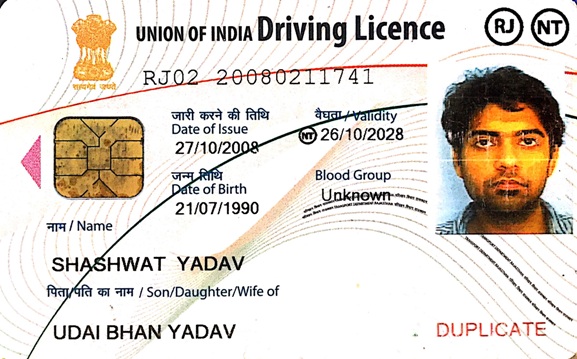 UNION OF INDIA Driving Licence
RJ
NT
सत्यमेव जयते
RJ02 20080211741
जारी करने की तिथि
Date of Issue
27/10/2008
वैधता / Validity
NT 26/10/2028
जन्म तिथि
Date of Birth
21/07/1990
Blood Group
Unknown
नाम / Name
SHASHWAT YADAV
पिता/पति का नाम / Son/Daughter/Wife of
UDAI BHAN YADAV
DUPLICATE